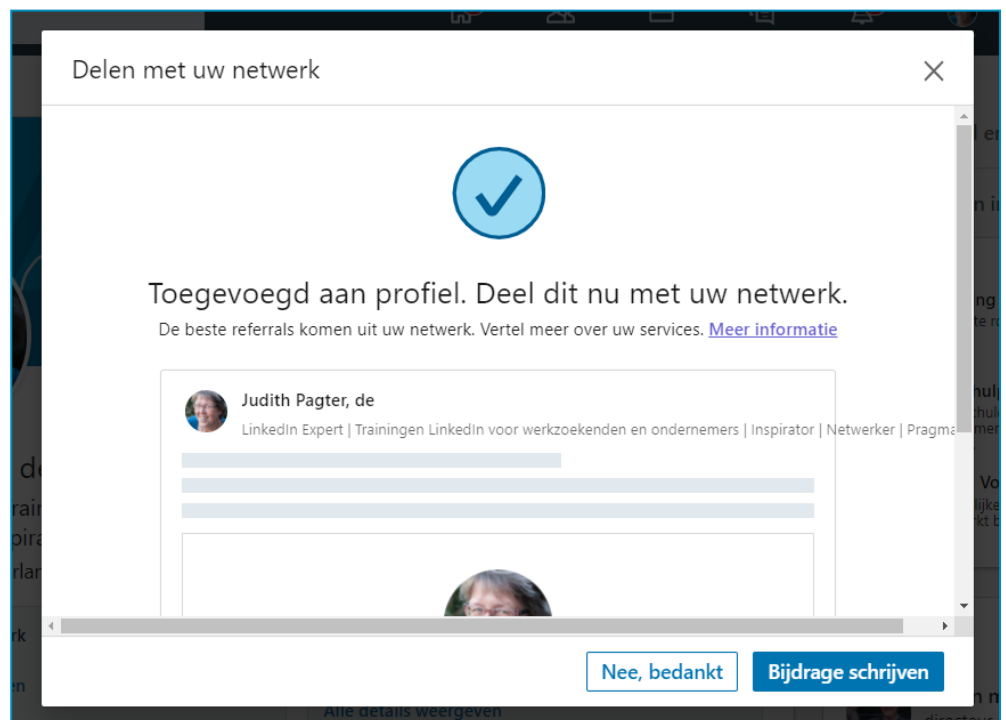 Delen met uw netwerk
Toegevoegd aan profiel. Deel dit nu met uw netwerk.
De beste referrals komen uit uw netwerk. Vertel meer over uw services. Meer informatie
Judith Pagter, de
LinkedIn Expert | Trainingen LinkedIn voor werkzoekenden en ondernemers | Inspirator | Netwerker | Pragma
Nee, bedankt
Bijdrage schrijven
Alle details weergeven